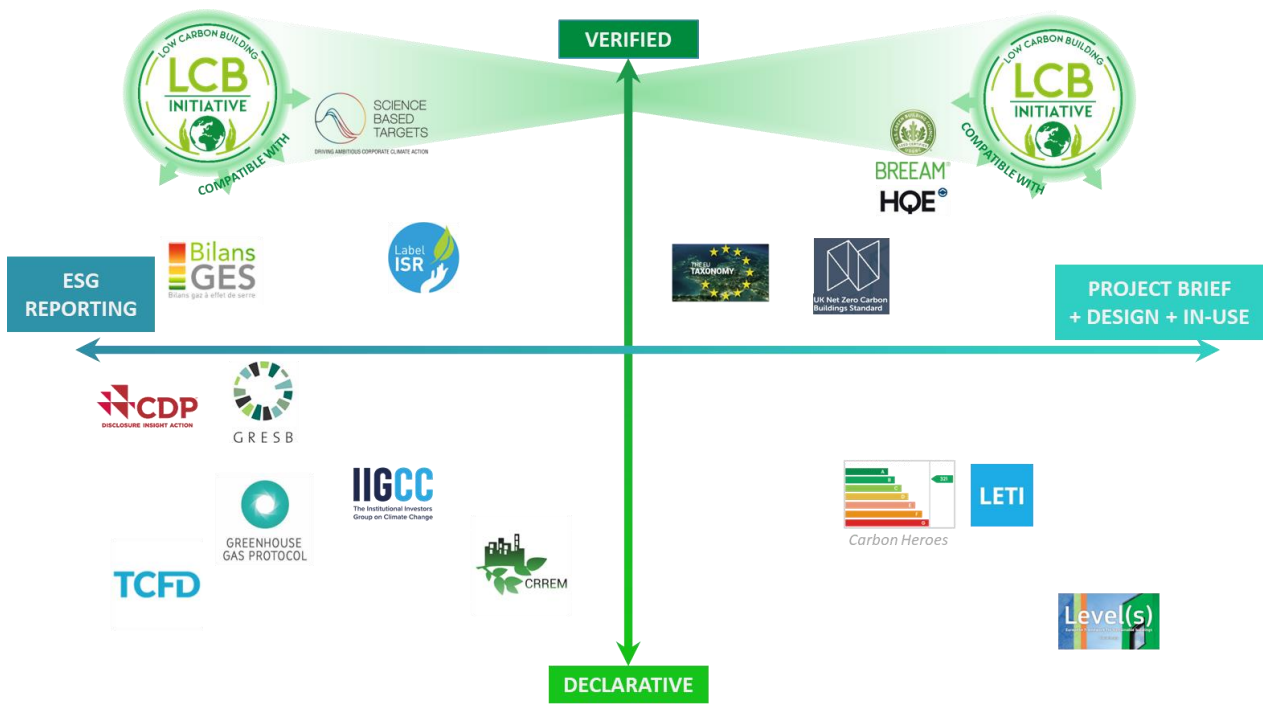 VERIFIED
LOW CARBON BUILDING
LCB
INITIATIVE
COMPATIBLE WITH
SCIENCE
BASED
TARGETS
DRIVING AMBITIOUS CORPORATE CLIMATE ACTION
BREEAM®
HQE
LOW CARBON BUILDING
LCB
INITIATIVE
COMPATIBLE WITH
Bilans
GES
Bilans gaz à effet de serre
Label
ISR
THE EU
TAXONOMY
UK Net Zero Carbon
Buildings Standard
ESG
REPORTING
PROJECT BRIEF
+ DESIGN + IN-USE
CDP
DISCLOSURE INSIGHT ACTION
GRESB
GREENHOUSE
GAS PROTOCOL
IIGCC
The Institutional Investors
Group on Climate Change
TCFD
CRREM
A
B
C
D
E
F
G
Carbon Heroes
LETI
Level(s)
DECLARATIVE